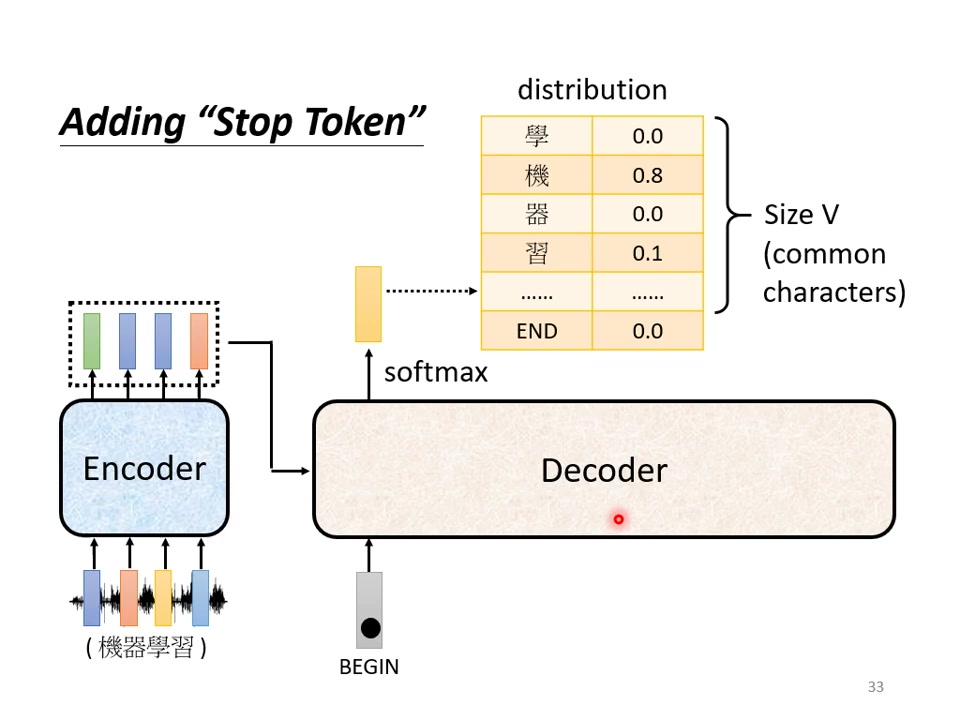 Adding “Stop Token”
distribution
學 0.0
機 0.8
器 0.0
習 0.1
...... ......
END 0.0
Size V
(common
characters)
softmax
Encoder
Decoder
( 機器學習 )
BEGIN
33